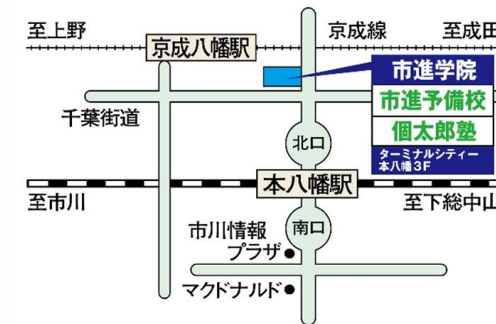 至上野
京成線
至成田
京成八幡駅
市進学院
市進予備校
個太郎塾
ターミナルシティー
本八幡3F
千葉街道
北口
本八幡駅
至市川
至下総中山
南口
市川情報
プラザ
マクドナルド